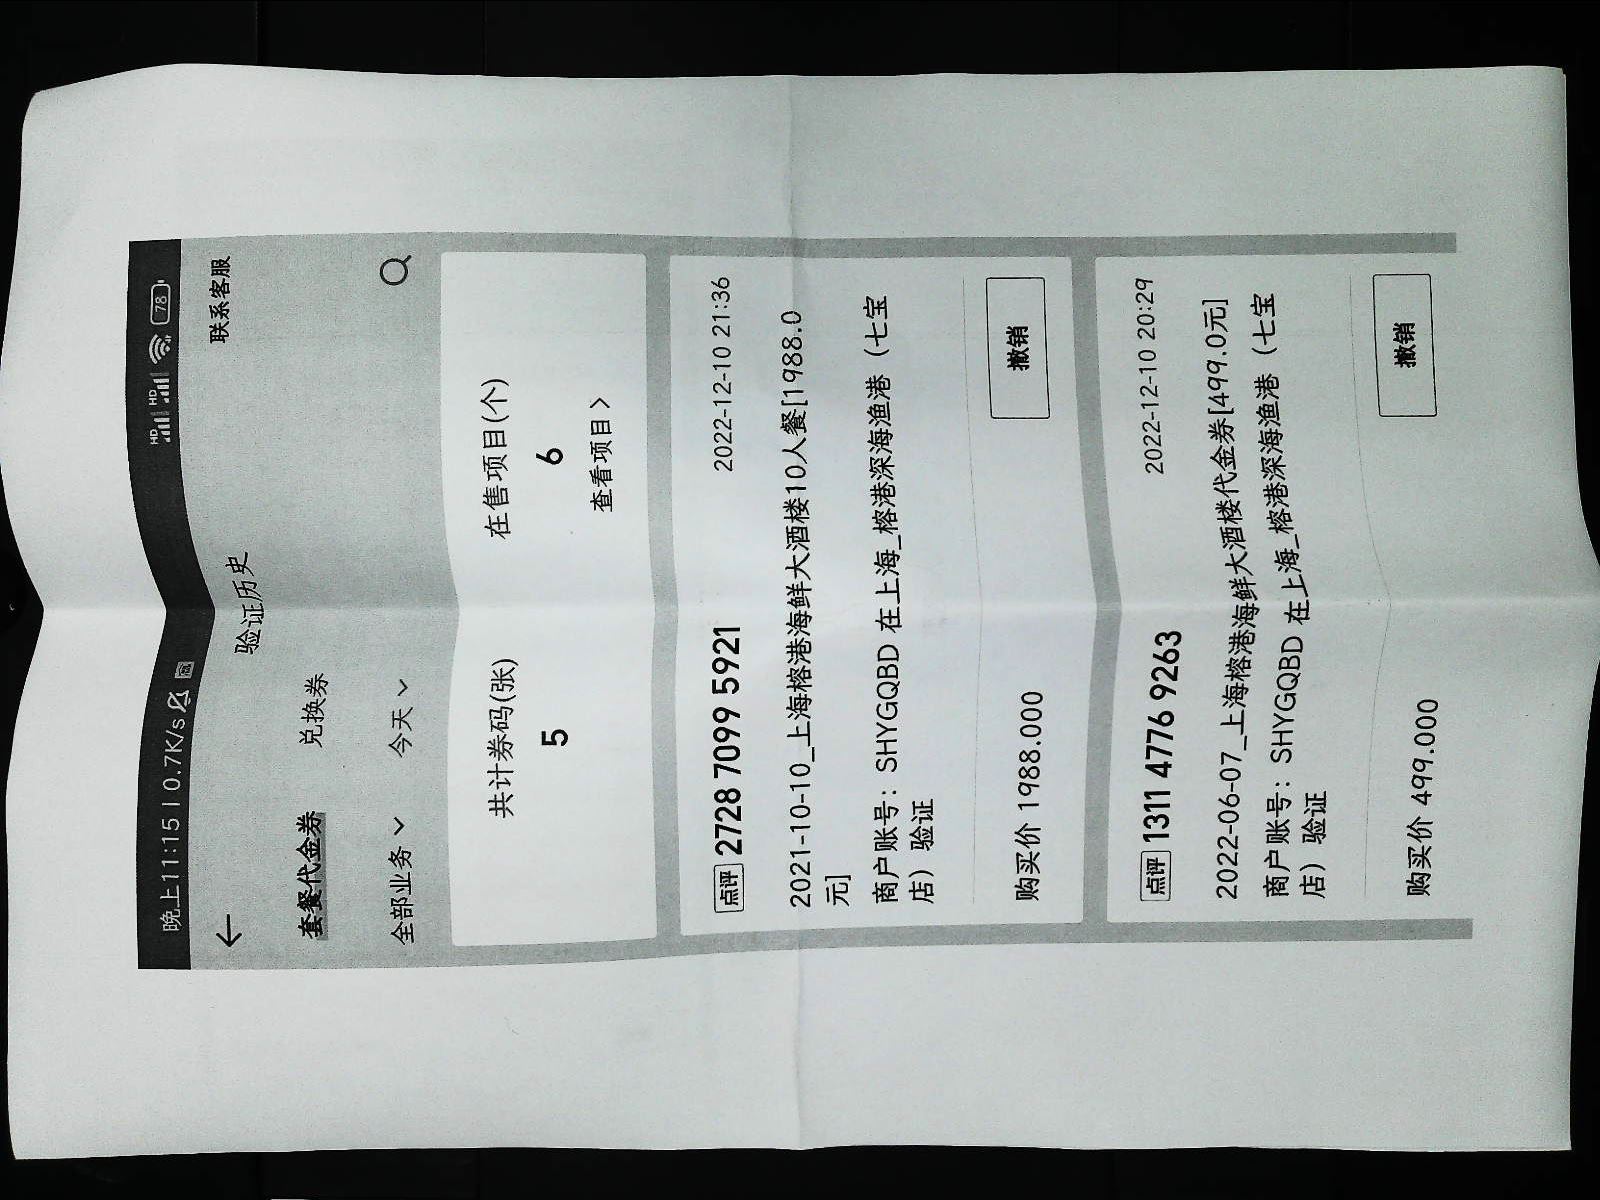 晚上11:15 | 0.7K/s HD HD 78
验证历史 联系客服
套餐代金券 兑换券
全部业务 今天
共计券码(张) 在售项目(个)
5 6
查看项目 >
点评 2728 7099 5921 2022-12-10 21:36
2021-10-10_上海榕港海鲜大酒楼10人餐[1988.0
元]
商户账号：SHYGQBD 在上海_榕港深海渔港（七宝
店）验证
购买价 1988.000 撤销
点评 1311 4776 9263 2022-12-10 20:29
2022-06-07_上海榕港海鲜大酒楼代金券[499.0元]
商户账号：SHYGQBD 在上海_榕港深海渔港（七宝
店）验证
购买价 499.000 撤销